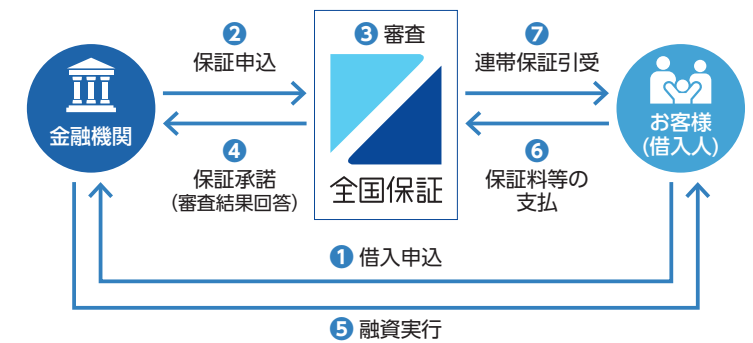 ❷
保証申込
❸ 審査
❼
連帯保証引受
金融機関
お客様
(借入人)
❹
保証承諾
(審査結果回答)
全国保証
❻
保証料等の
支払
❶ 借入申込
❺ 融資実行